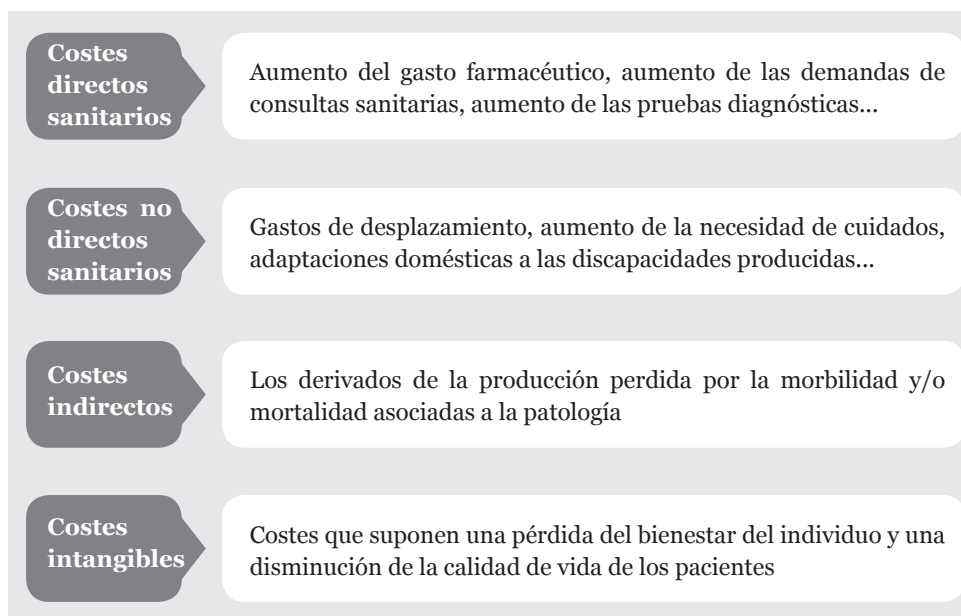 Costes
directos
sanitarios
Aumento del gasto farmacéutico, aumento de las demandas de
consultas sanitarias, aumento de las pruebas diagnósticas...
Costes no
directos
sanitarios
Gastos de desplazamiento, aumento de la necesidad de cuidados,
adaptaciones domésticas a las discapacidades producidas...
Costes
indirectos
Los derivados de la producción perdida por la morbilidad y/o
mortalidad asociadas a la patología
Costes
intangibles
Costes que suponen una pérdida del bienestar del individuo y una
disminución de la calidad de vida de los pacientes